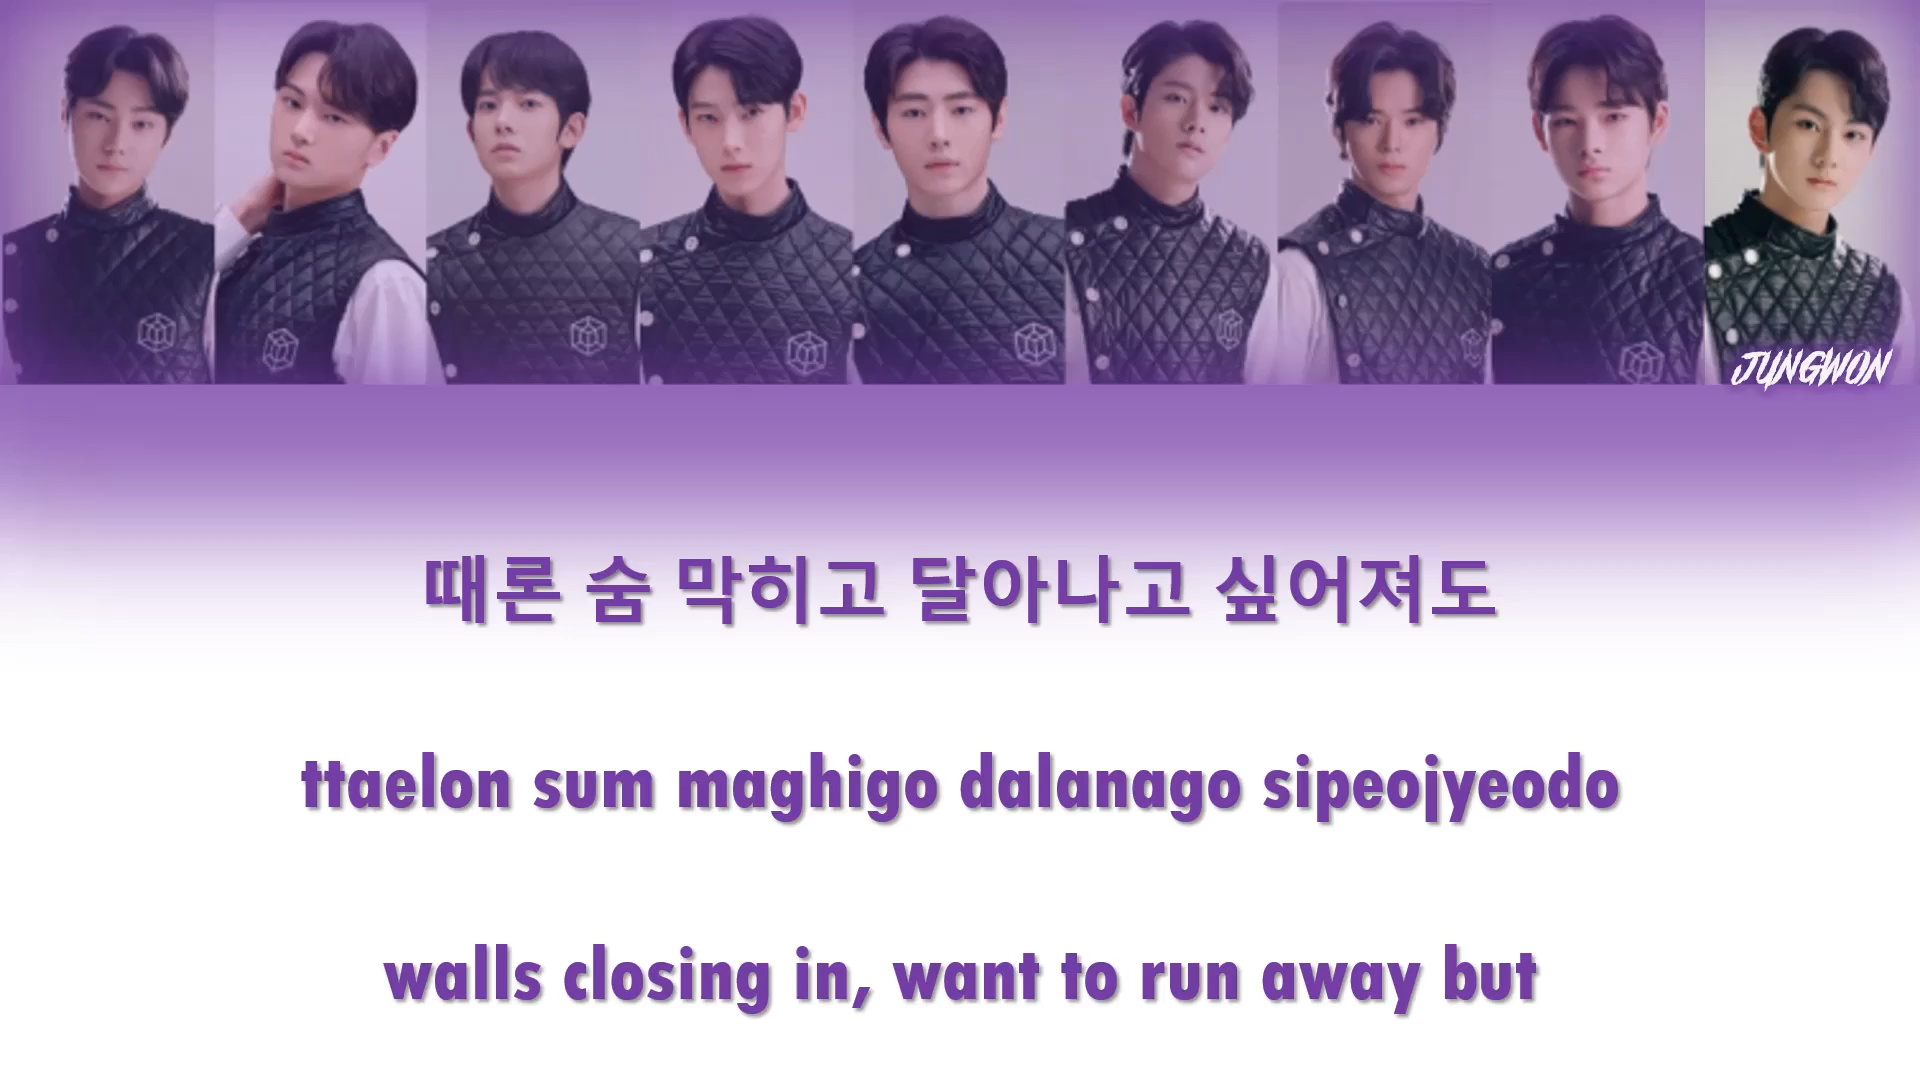 JUNGWON
때론 숨 막히고 달아나고 싶어져도
ttaelon sum maghigo dalanago sipeojyeodo
walls closing in, want to run away but